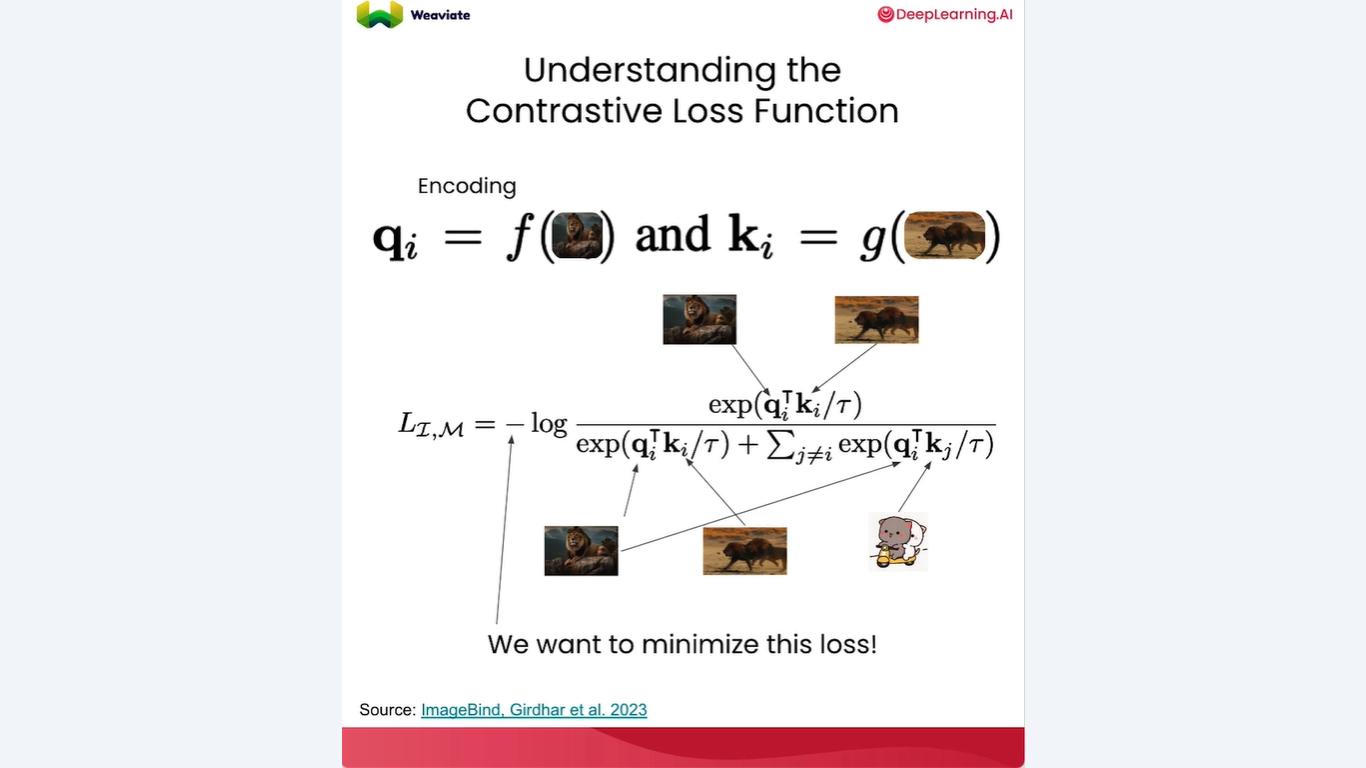 Weaviate
DeepLearning.AI
Understanding the
Contrastive Loss Function
Encoding
qᵢ = f( ) and kᵢ = g( )
exp(qᵢᵀkᵢ/τ)
L_{𝓘,𝓜} = − log
exp(qᵢᵀkᵢ/τ) + ∑_{j≠i} exp(qᵢᵀkⱼ/τ)
We want to minimize this loss!
Source: ImageBind, Girdhar et al. 2023